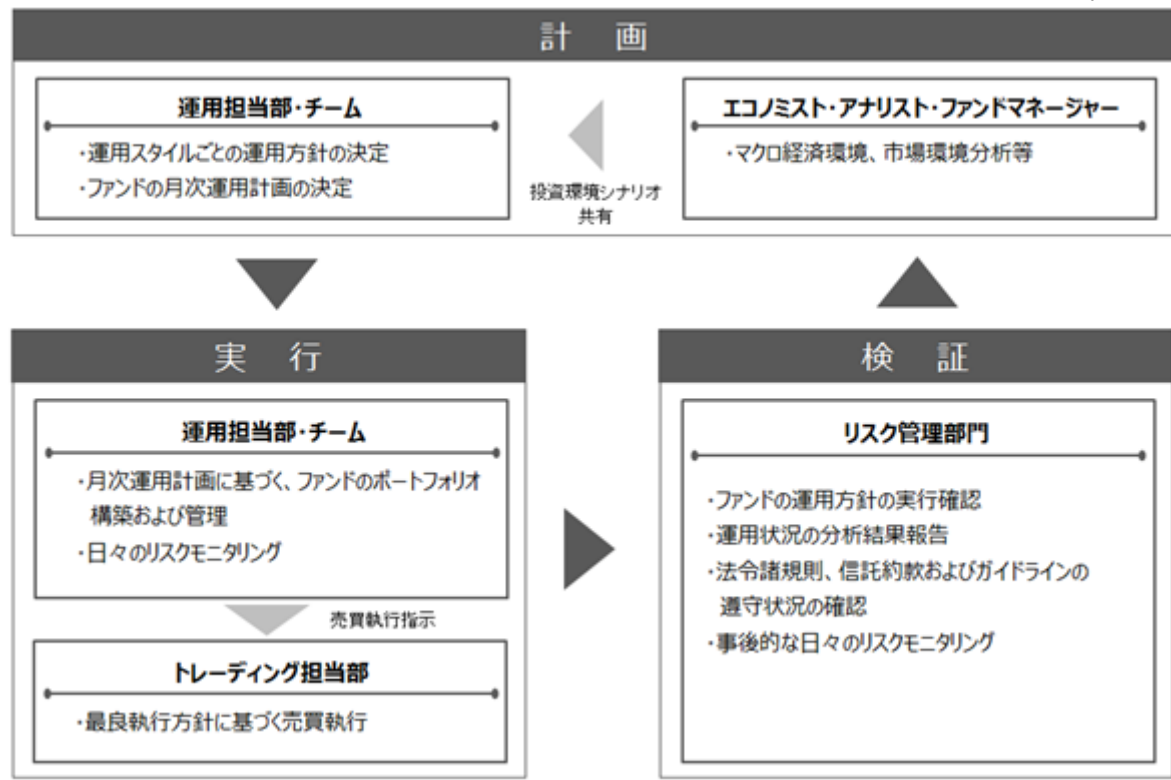 計 画
運用担当部・チーム
・運用スタイルごとの運用方針の決定
・ファンドの月次運用計画の決定
投資環境シナリオ
共有
エコノミスト・アナリスト・ファンドマネージャー
・マクロ経済環境、市場環境分析等
実 行
運用担当部・チーム
・月次運用計画に基づく、ファンドのポートフォリオ
構築および管理
・日々のリスクモニタリング
売買執行指示
トレーディング担当部
・最良執行方針に基づく売買執行
検 証
リスク管理部門
・ファンドの運用方針の実行確認
・運用状況の分析結果報告
・法令諸規則、信託約款およびガイドラインの
遵守状況の確認
・事後的な日々のリスクモニタリング